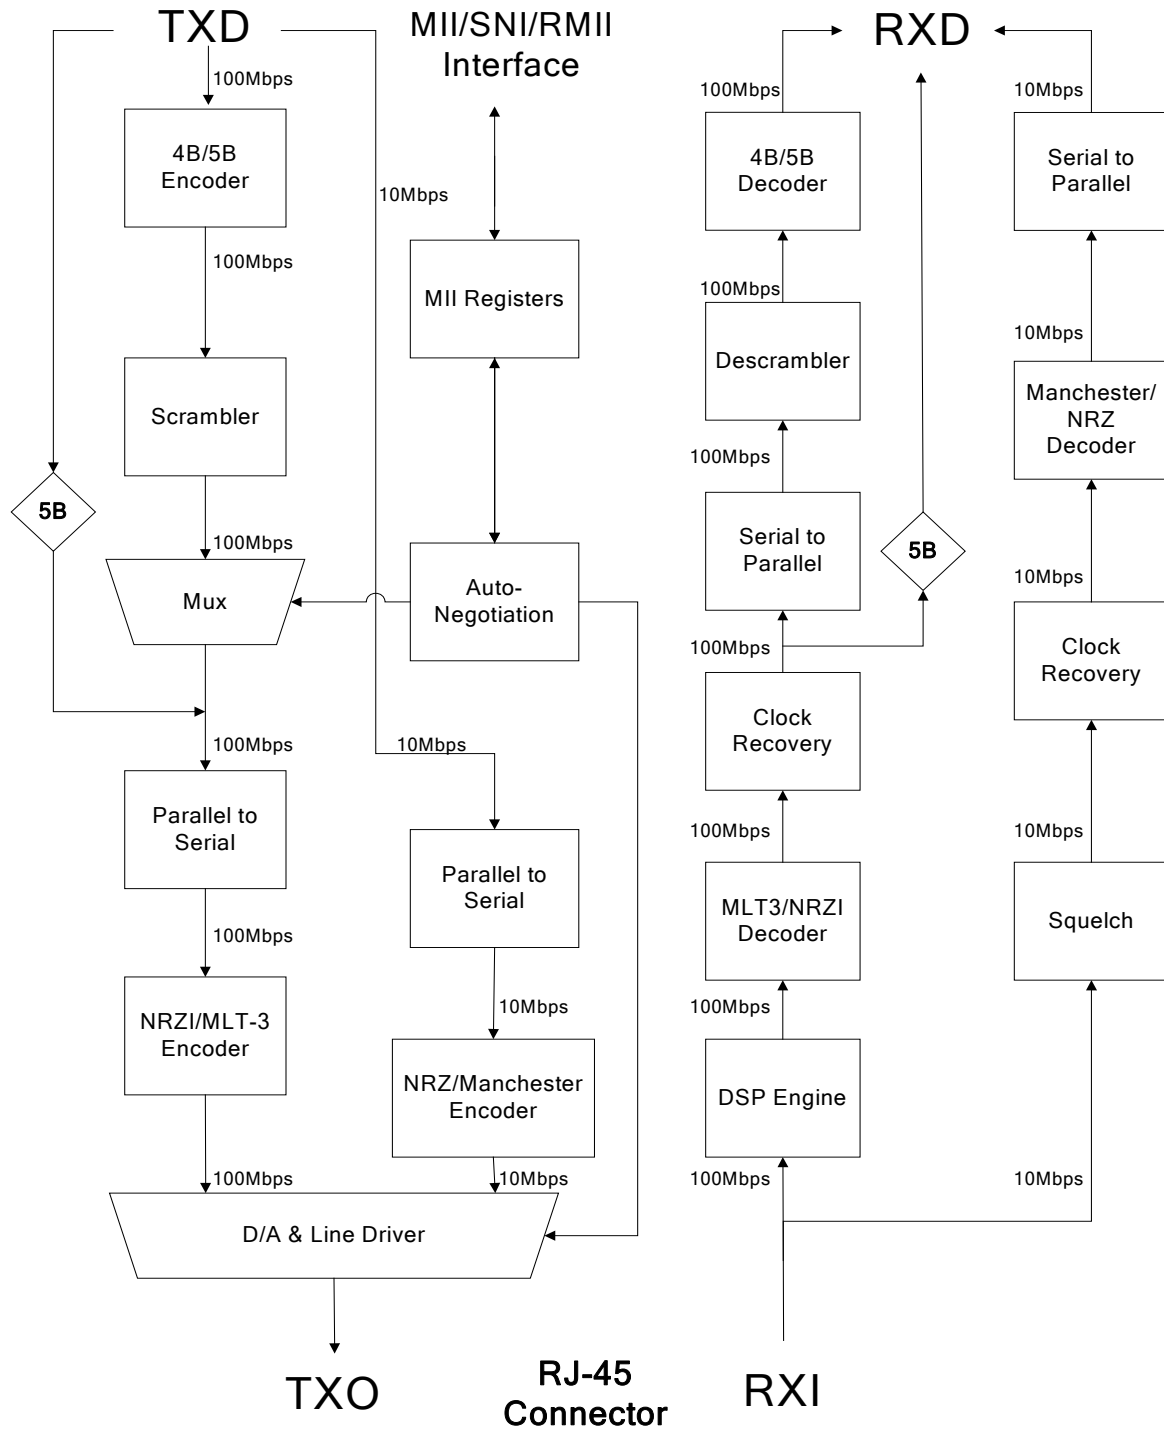 TXD
MII/SNI/RMII
Interface
RXD
100Mbps
100Mbps
10Mbps
4B/5B
Encoder
10Mbps
4B/5B
Decoder
Serial to
Parallel
100Mbps
MII Registers
100Mbps
10Mbps
Scrambler
Descrambler
Manchester/
NRZ
Decoder
100Mbps
5B
100Mbps
Serial to
Parallel
5B
Mux
Auto-
Negotiation
10Mbps
100Mbps
Clock
Recovery
Clock
Recovery
100Mbps
10Mbps
Parallel to
Serial
Parallel to
Serial
100Mbps
10Mbps
100Mbps
MLT3/NRZI
Decoder
Squelch
NRZI/MLT-3
Encoder
10Mbps
100Mbps
NRZ/Manchester
Encoder
DSP Engine
100Mbps
10Mbps
100Mbps
10Mbps
D/A & Line Driver
TXO
RJ-45
Connector
RXI